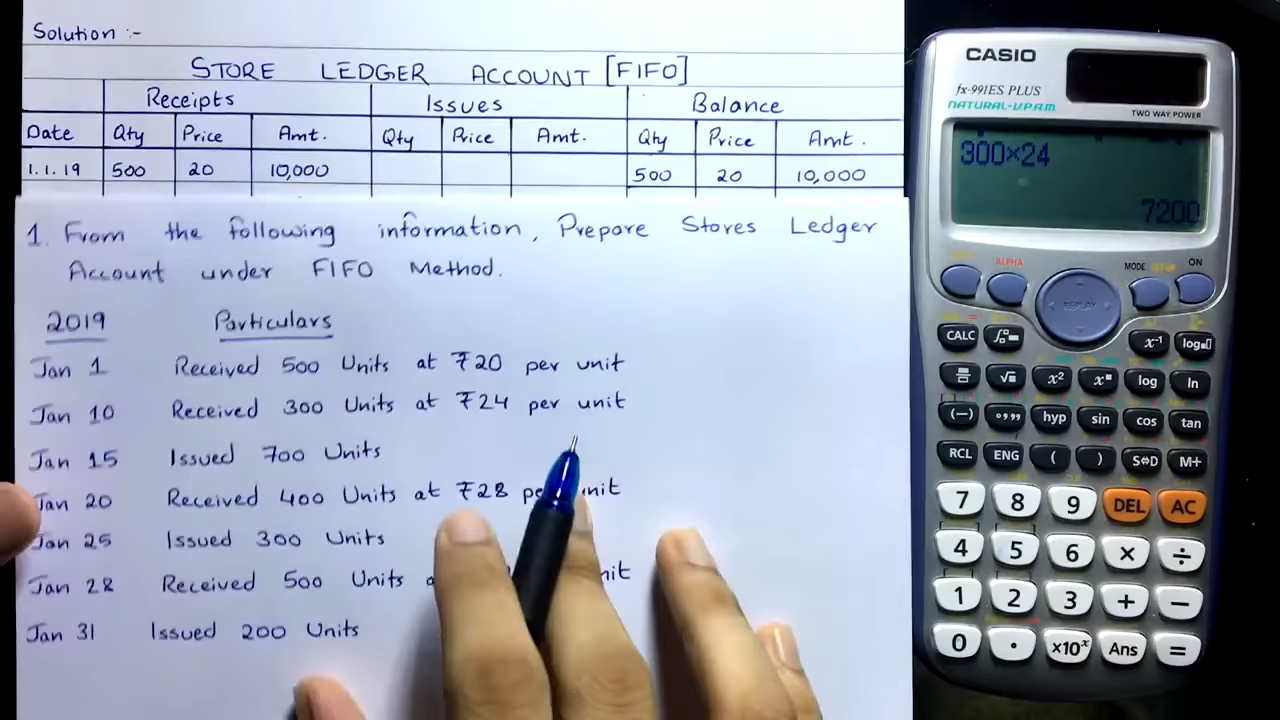 Solution :-
STORE LEDGER ACCOUNT [FIFO]
Receipts Issues Balance
Date Qty Price Amt. Qty Price Amt. Qty Price Amt.
1.1.19 500 20 10,000 500 20 10,000
1. From the following information, Prepare Stores Ledger
Account under FIFO Method.
2019 Particulars
Jan 1 Received 500 Units at ₹20 per unit
Jan 10 Received 300 Units at ₹24 per unit
Jan 15 Issued 700 Units
Jan 20 Received 400 Units at ₹28 per unit
Jan 25 Issued 300 Units
Jan 28 Received 500 Units
Jan 31 Issued 200 Units
CASIO
fx-991ES PLUS
NATURAL-V.P.A.M.
TWO WAY POWER
300×24
7200
ALPHA MODE SETUP ON
REPLAY
CALC x⁻¹ log
√ x² x log ln
(−) °,,, hyp sin cos tan
RCL ENG ( ) S⇔D M+
7 8 9 DEL AC
4 5 6 × ÷
1 2 3 + −
0 . ×10ˣ Ans =